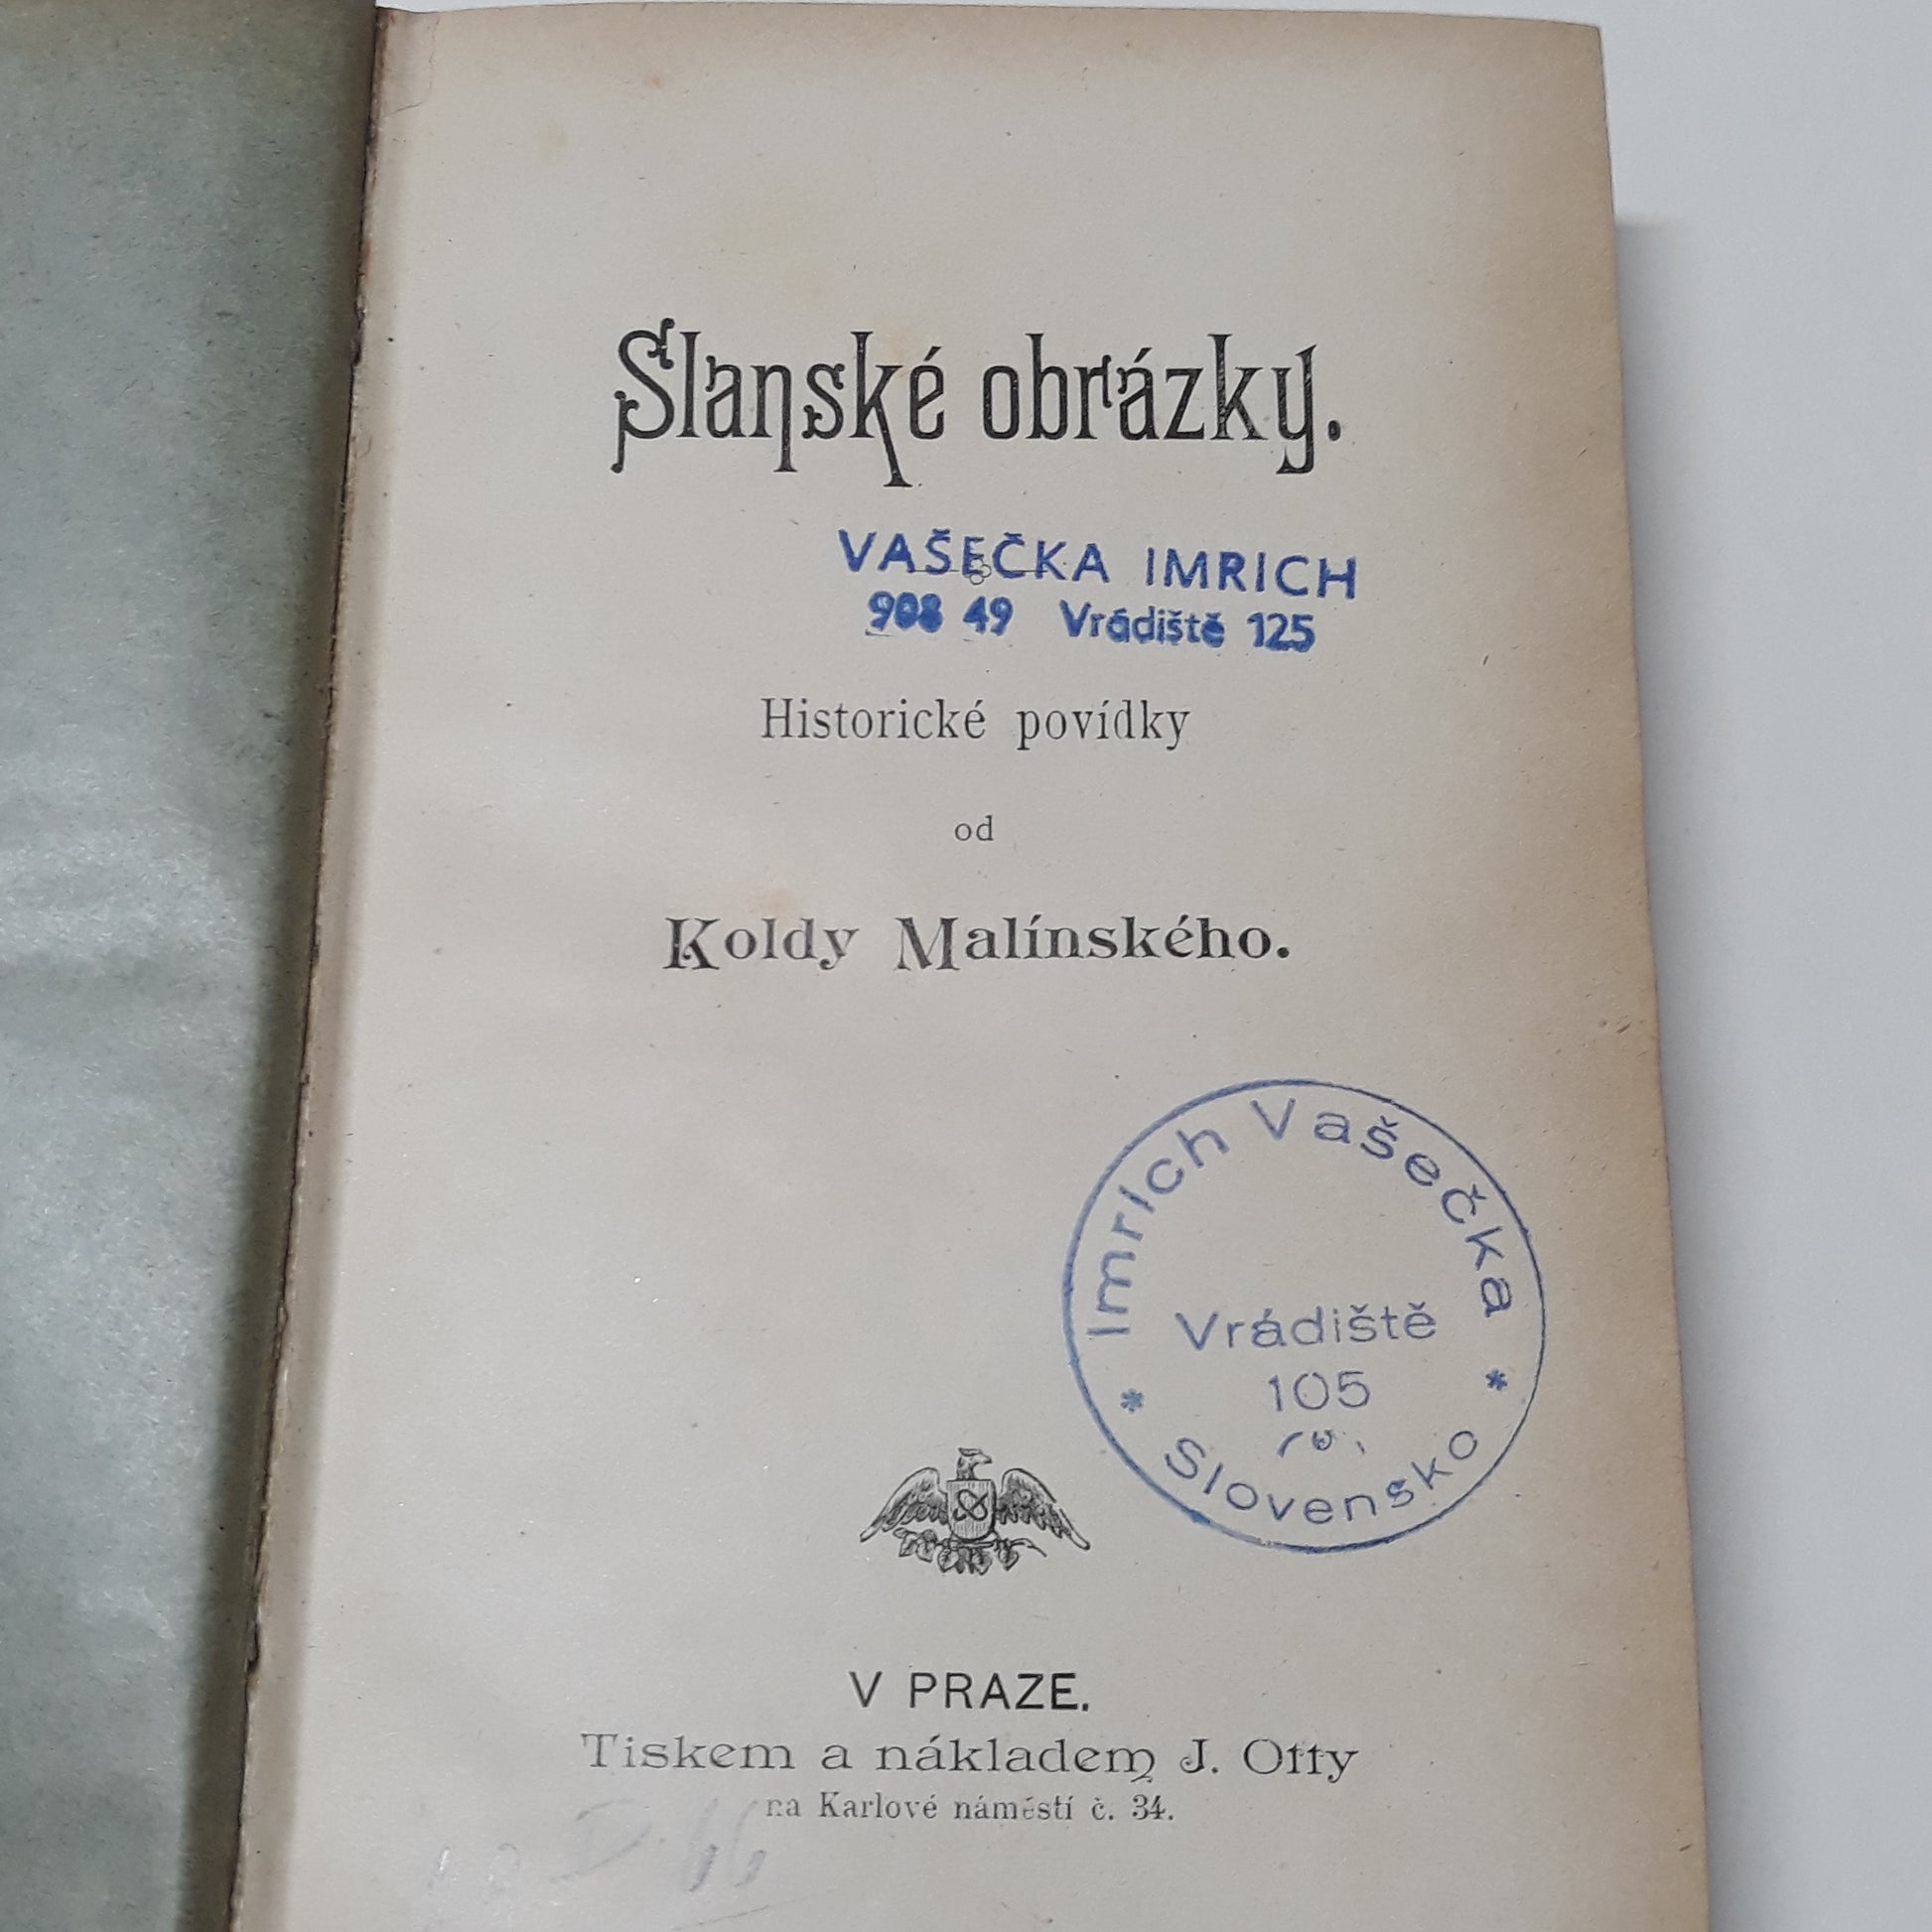 Slanské obrázky.
VAŠEČKA IMRICH
908 49 Vrádiště 125
Historické povídky
od
Koldy Malínského.
Imrich Vašečka
Vrádiště
105
* Slovensko *
V PRAZE.
Tiskem a nákladem J. Otty
na Karlově náměstí č. 34.